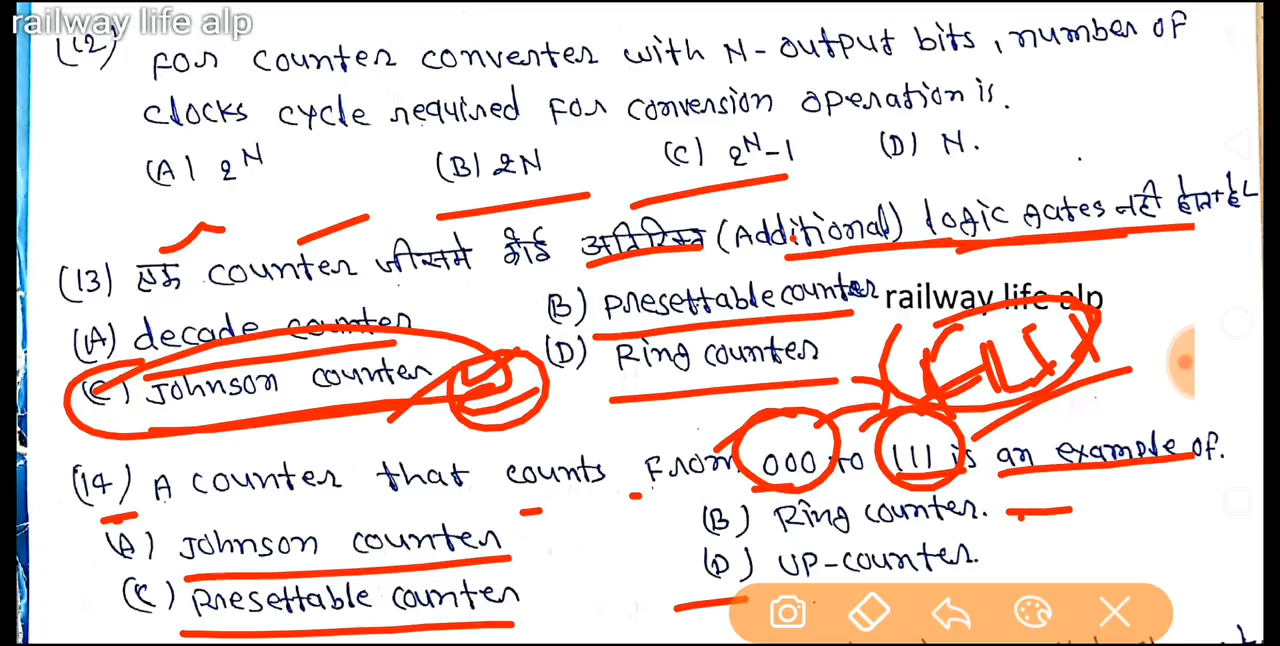 railway life alp
(12) For counter converter with N-output bits, number of
clocks cycle required for conversion operation is.
(A) 2^N (B) 2N (C) 2^N-1 (D) N.
(13) एक counter जीसमे कोई अतिरिक्त (Additional) logic gates नही होता है
(A) decade counter (B) presettable counter railway life alp
(C) Johnson counter (D) Ring counter
(14) A counter that counts from 000 to 111 is an example of.
(A) Johnson counter (B) Ring counter.
(C) presettable counter (D) UP-counter.